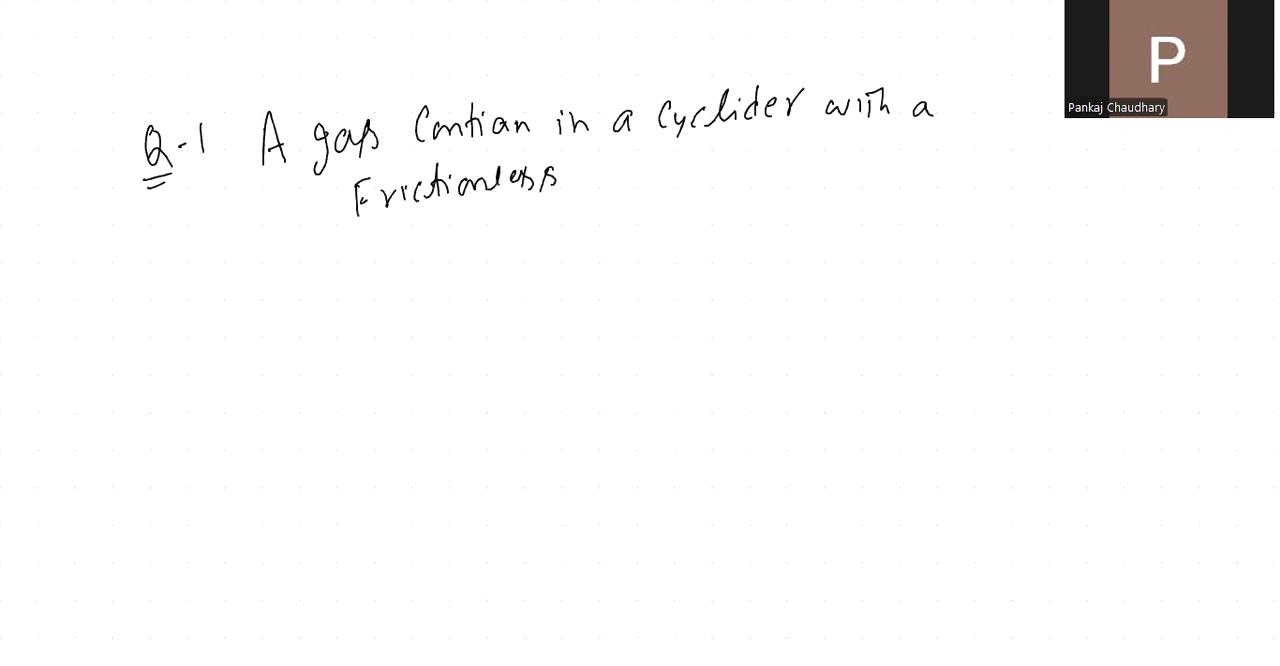 Q-1 A gas Contian in a Cyclider with a
Frictionless
P
Pankaj Chaudhary